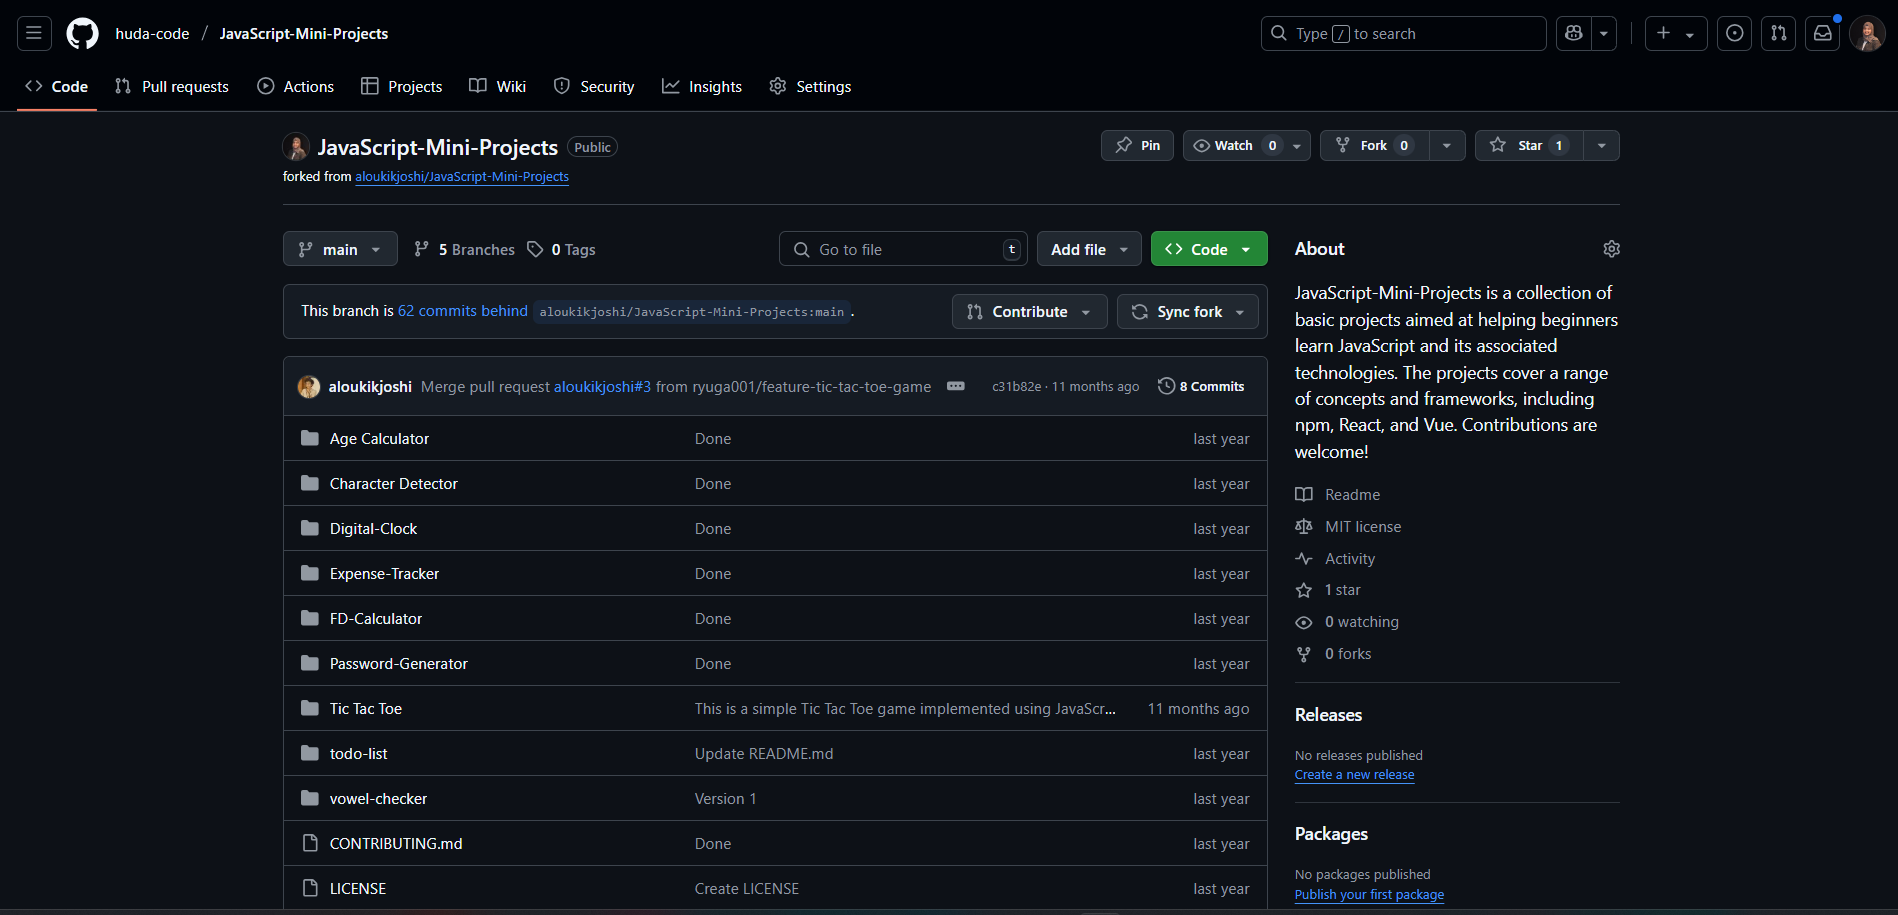 huda-code / JavaScript-Mini-Projects
Type / to search
Code Pull requests Actions Projects Wiki Security Insights Settings
JavaScript-Mini-Projects Public
forked from aloukikjoshi/JavaScript-Mini-Projects
Pin Watch 0 Fork 0 Star 1
main 5 Branches 0 Tags Go to file t Add file Code
This branch is 62 commits behind aloukikjoshi/JavaScript-Mini-Projects:main .
Contribute Sync fork
aloukikjoshi Merge pull request aloukikjoshi#3 from ryuga001/feature-tic-tac-toe-game c31b82e · 11 months ago 8 Commits
Age Calculator Done last year
Character Detector Done last year
Digital-Clock Done last year
Expense-Tracker Done last year
FD-Calculator Done last year
Password-Generator Done last year
Tic Tac Toe This is a simple Tic Tac Toe game implemented using JavaScr... 11 months ago
todo-list Update README.md last year
vowel-checker Version 1 last year
CONTRIBUTING.md Done last year
LICENSE Create LICENSE last year
About
JavaScript-Mini-Projects is a collection of
basic projects aimed at helping beginners
learn JavaScript and its associated
technologies. The projects cover a range
of concepts and frameworks, including
npm, React, and Vue. Contributions are
welcome!
Readme
MIT license
Activity
1 star
0 watching
0 forks
Releases
No releases published
Create a new release
Packages
No packages published
Publish your first package